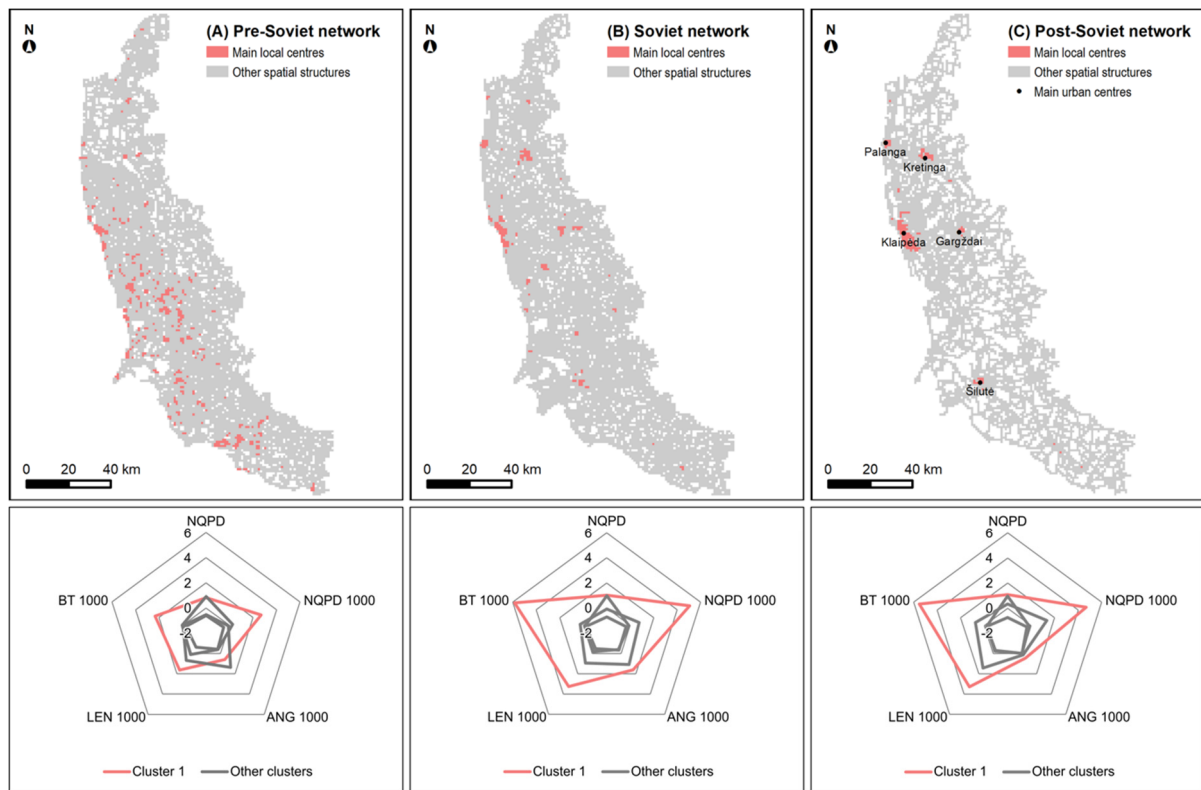 N
(A) Pre-Soviet network
Main local centres
Other spatial structures
0 20 40 km
N
(B) Soviet network
Main local centres
Other spatial structures
0 20 40 km
N
(C) Post-Soviet network
Main local centres
Other spatial structures
Main urban centres
Palanga
Kretinga
Klaipėda
Gargždai
Šilutė
0 20 40 km
NQPD
6
4
2
0
-2
BT 1000
NQPD 1000
LEN 1000
ANG 1000
Cluster 1
Other clusters
NQPD
6
4
2
0
-2
BT 1000
NQPD 1000
LEN 1000
ANG 1000
Cluster 1
Other clusters
NQPD
6
4
2
0
-2
BT 1000
NQPD 1000
LEN 1000
ANG 1000
Cluster 1
Other clusters